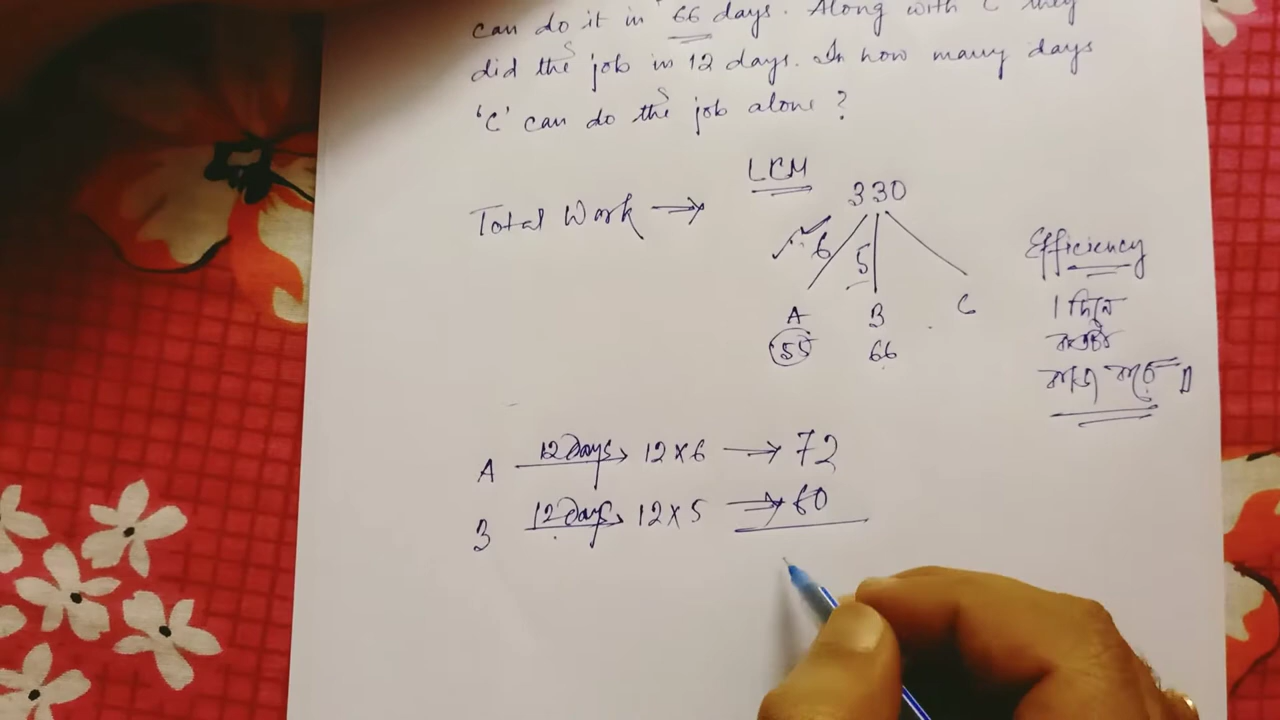 can do it in 66 days. Along with C they
did the job in 12 days. In how many days
'C' can do the job alone ?
LCM
Total Work → 330
6 5
A B C
55 66
Efficiency
1 দিনে
কতটা
কাজ করে
A 12 Days → 12 × 6 → 72
B 12 Days → 12 × 5 → 60